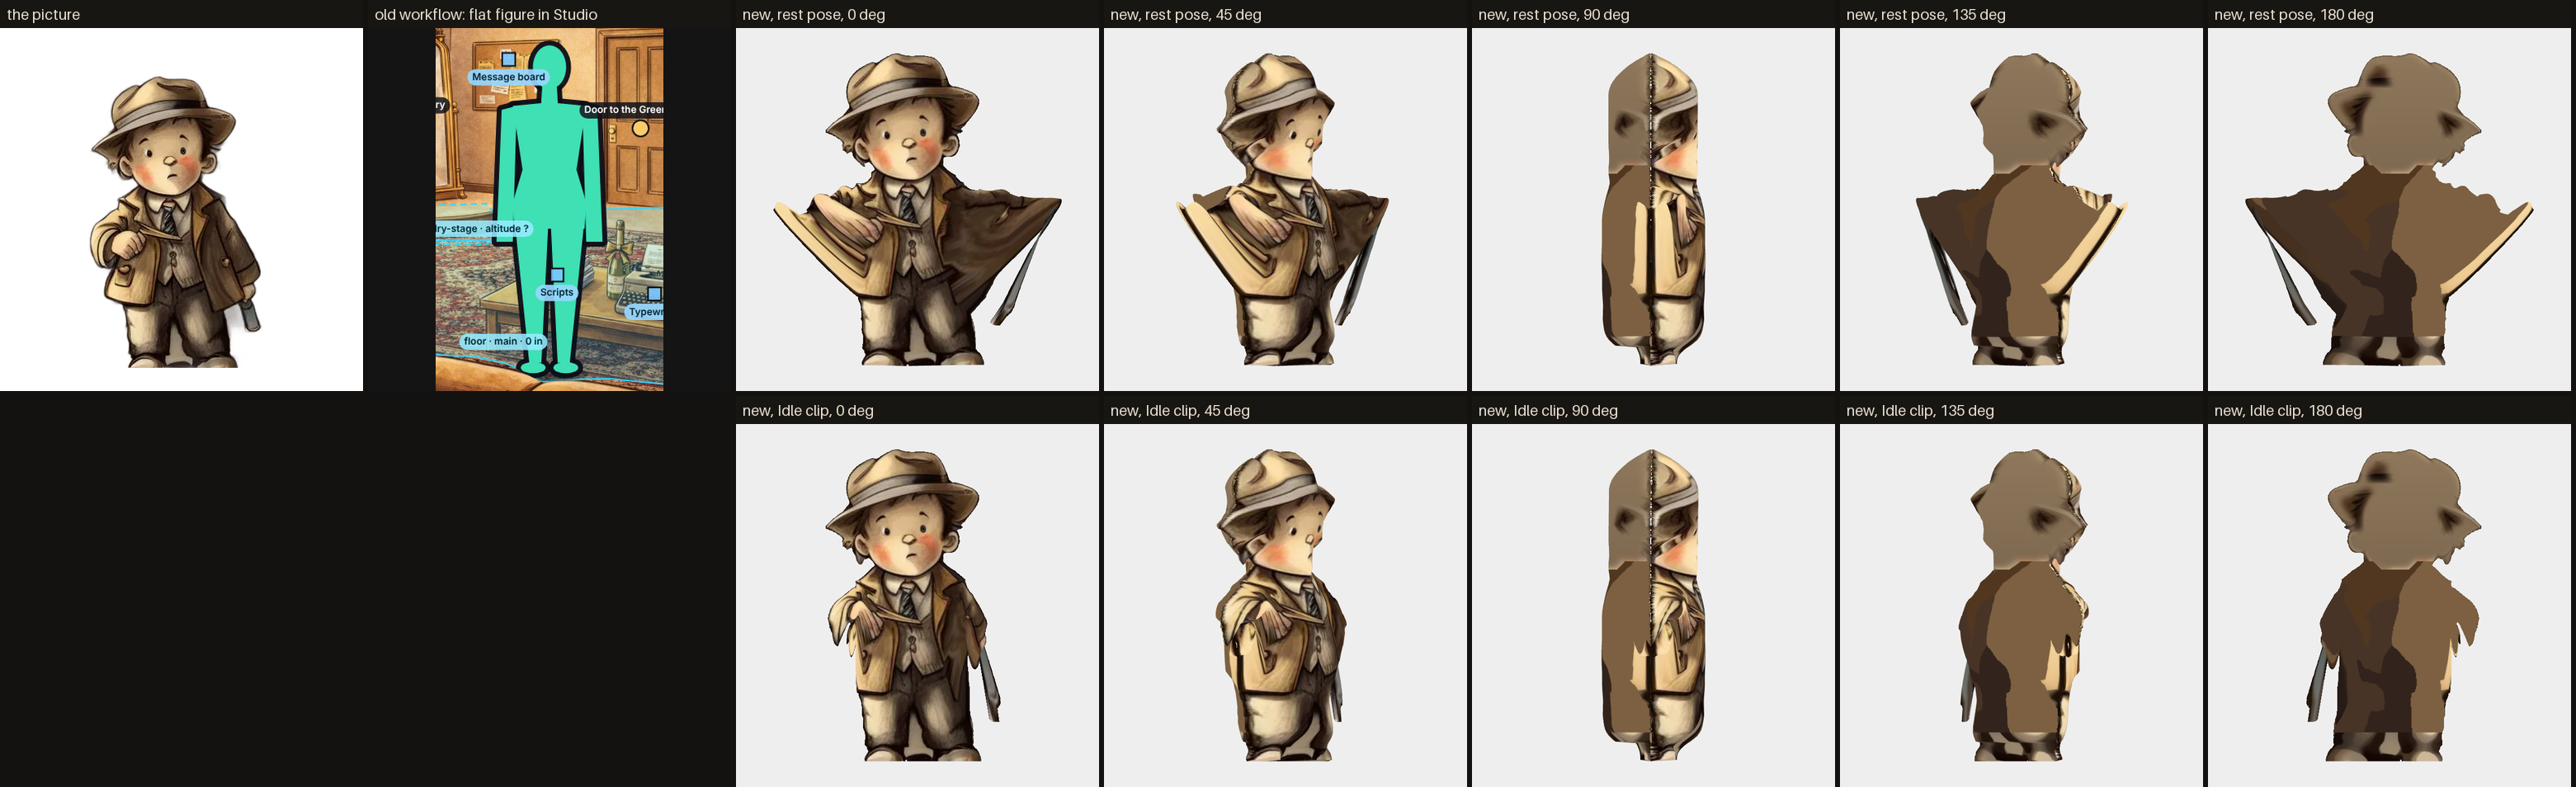 the picture
old workflow: flat figure in Studio
new, rest pose, 0 deg
new, rest pose, 45 deg
new, rest pose, 90 deg
new, rest pose, 135 deg
new, rest pose, 180 deg
Message board
ry
Door to the Green
lry-stage · altitude ?
Scripts
Typewr
floor · main · 0 in
new, Idle clip, 0 deg
new, Idle clip, 45 deg
new, Idle clip, 90 deg
new, Idle clip, 135 deg
new, Idle clip, 180 deg